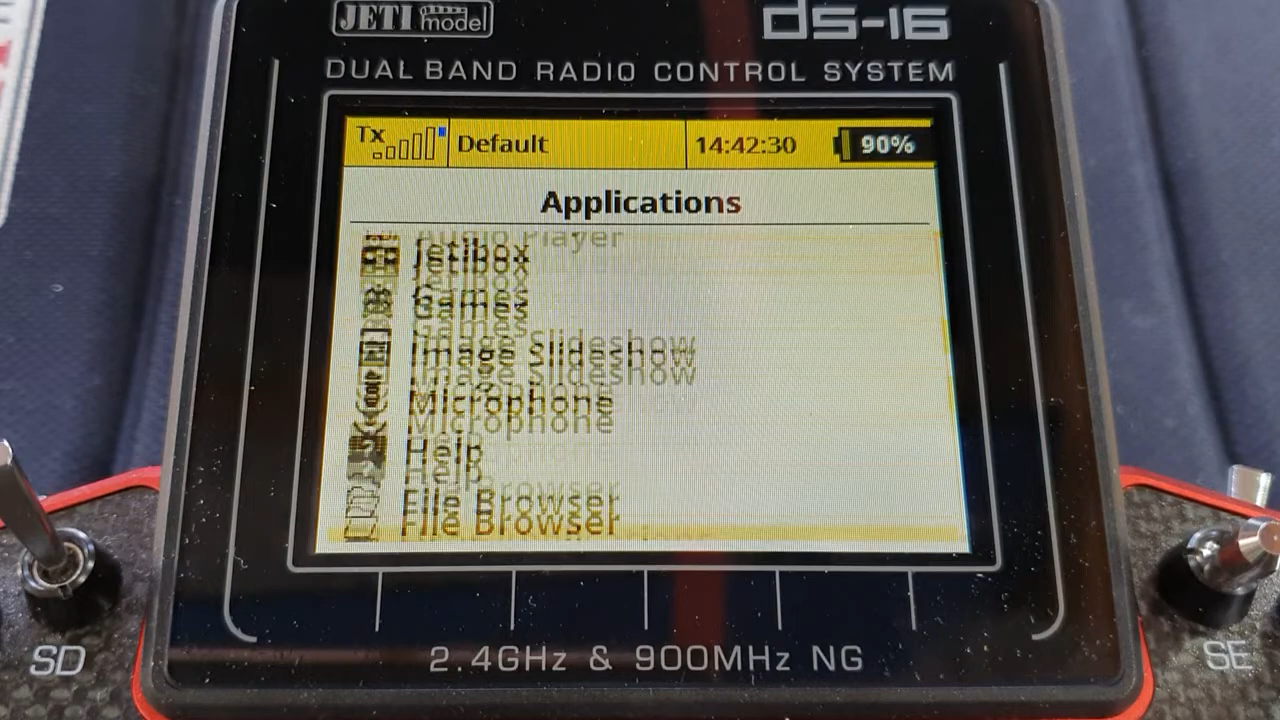 JETI model
DS-16
DUAL BAND RADIO CONTROL SYSTEM
Tx Default 14:42:30 90%
Applications
Audio Player
Jetibox
Games
Image Slideshow
Microphone
Help
File Browser
2.4GHz & 900MHz NG
SD
SE